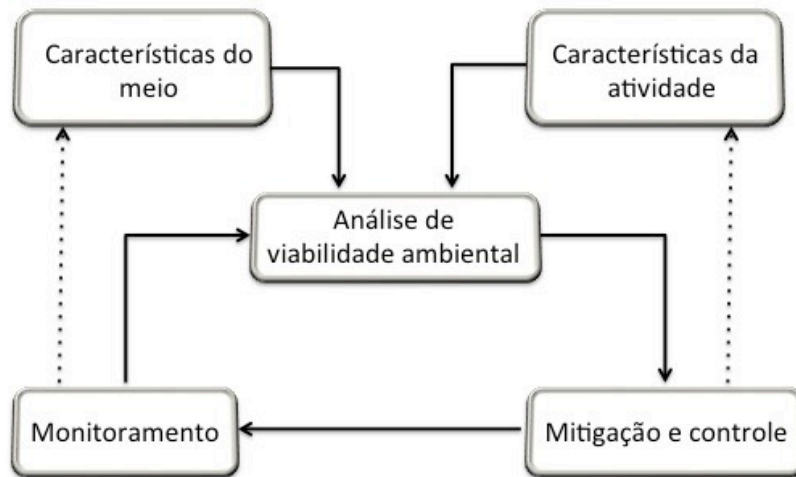 Características do
meio
Características da
atividade
Análise de
viabilidade ambiental
Monitoramento
Mitigação e controle